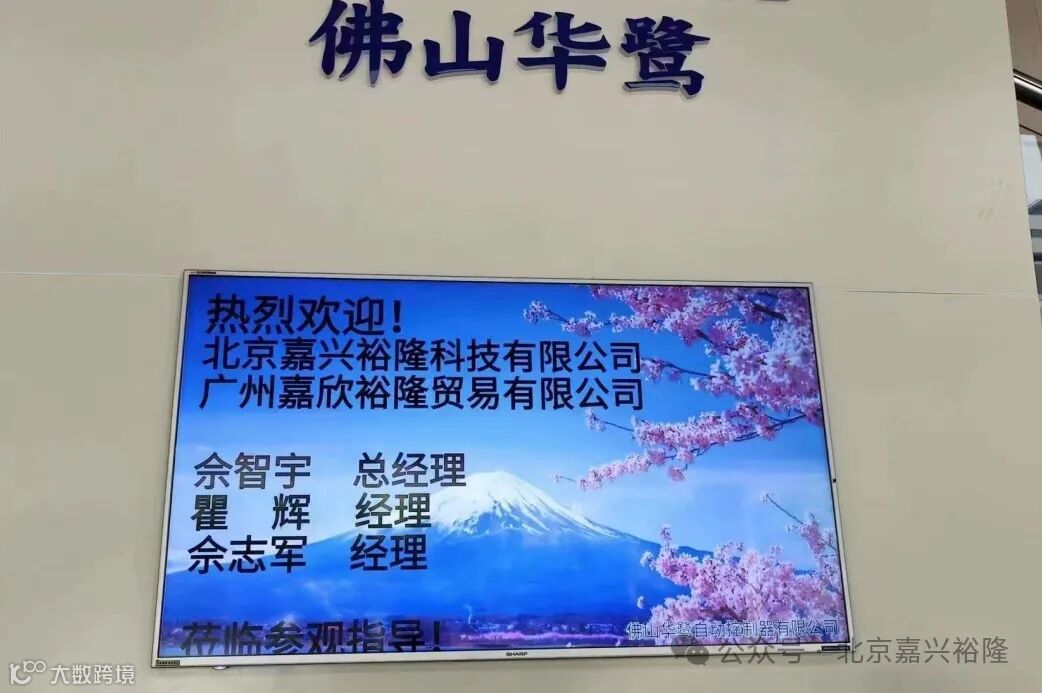 佛山华鹭
热烈欢迎！
北京嘉兴裕隆科技有限公司
广州嘉欣裕隆贸易有限公司
佘智宇 总经理
瞿 辉 经理
佘志军 经理
莅临参观指导！
佛山华鹭自动控制器有限公司
SHARP
公众号·北京嘉兴裕隆
大数跨境